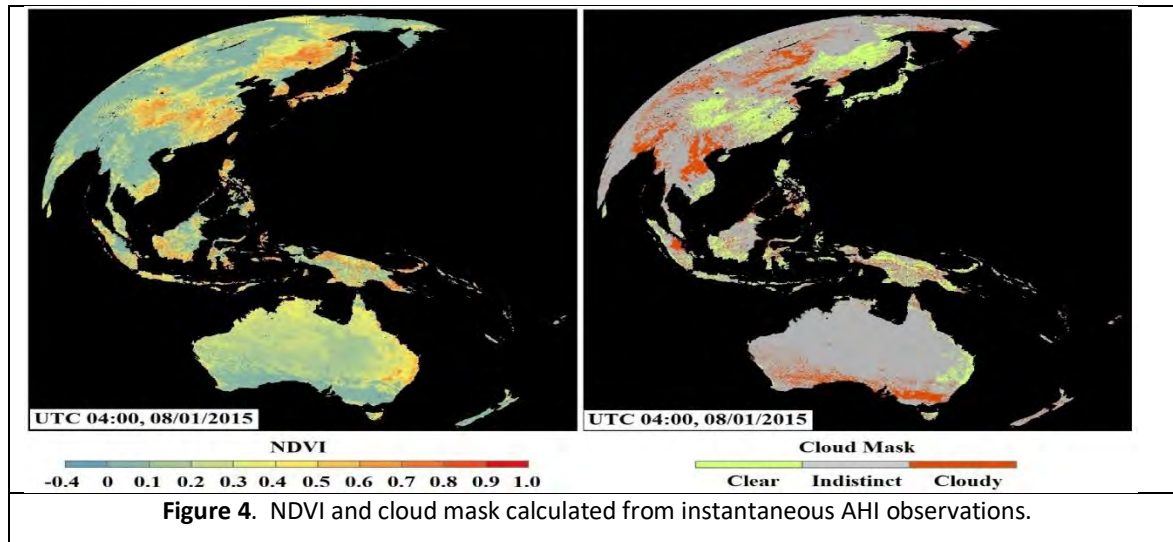 UTC 04:00, 08/01/2015
NDVI
-0.4 0 0.1 0.2 0.3 0.4 0.5 0.6 0.7 0.8 0.9 1.0
UTC 04:00, 08/01/2015
Cloud Mask
Clear Indistinct Cloudy
Figure 4. NDVI and cloud mask calculated from instantaneous AHI observations.